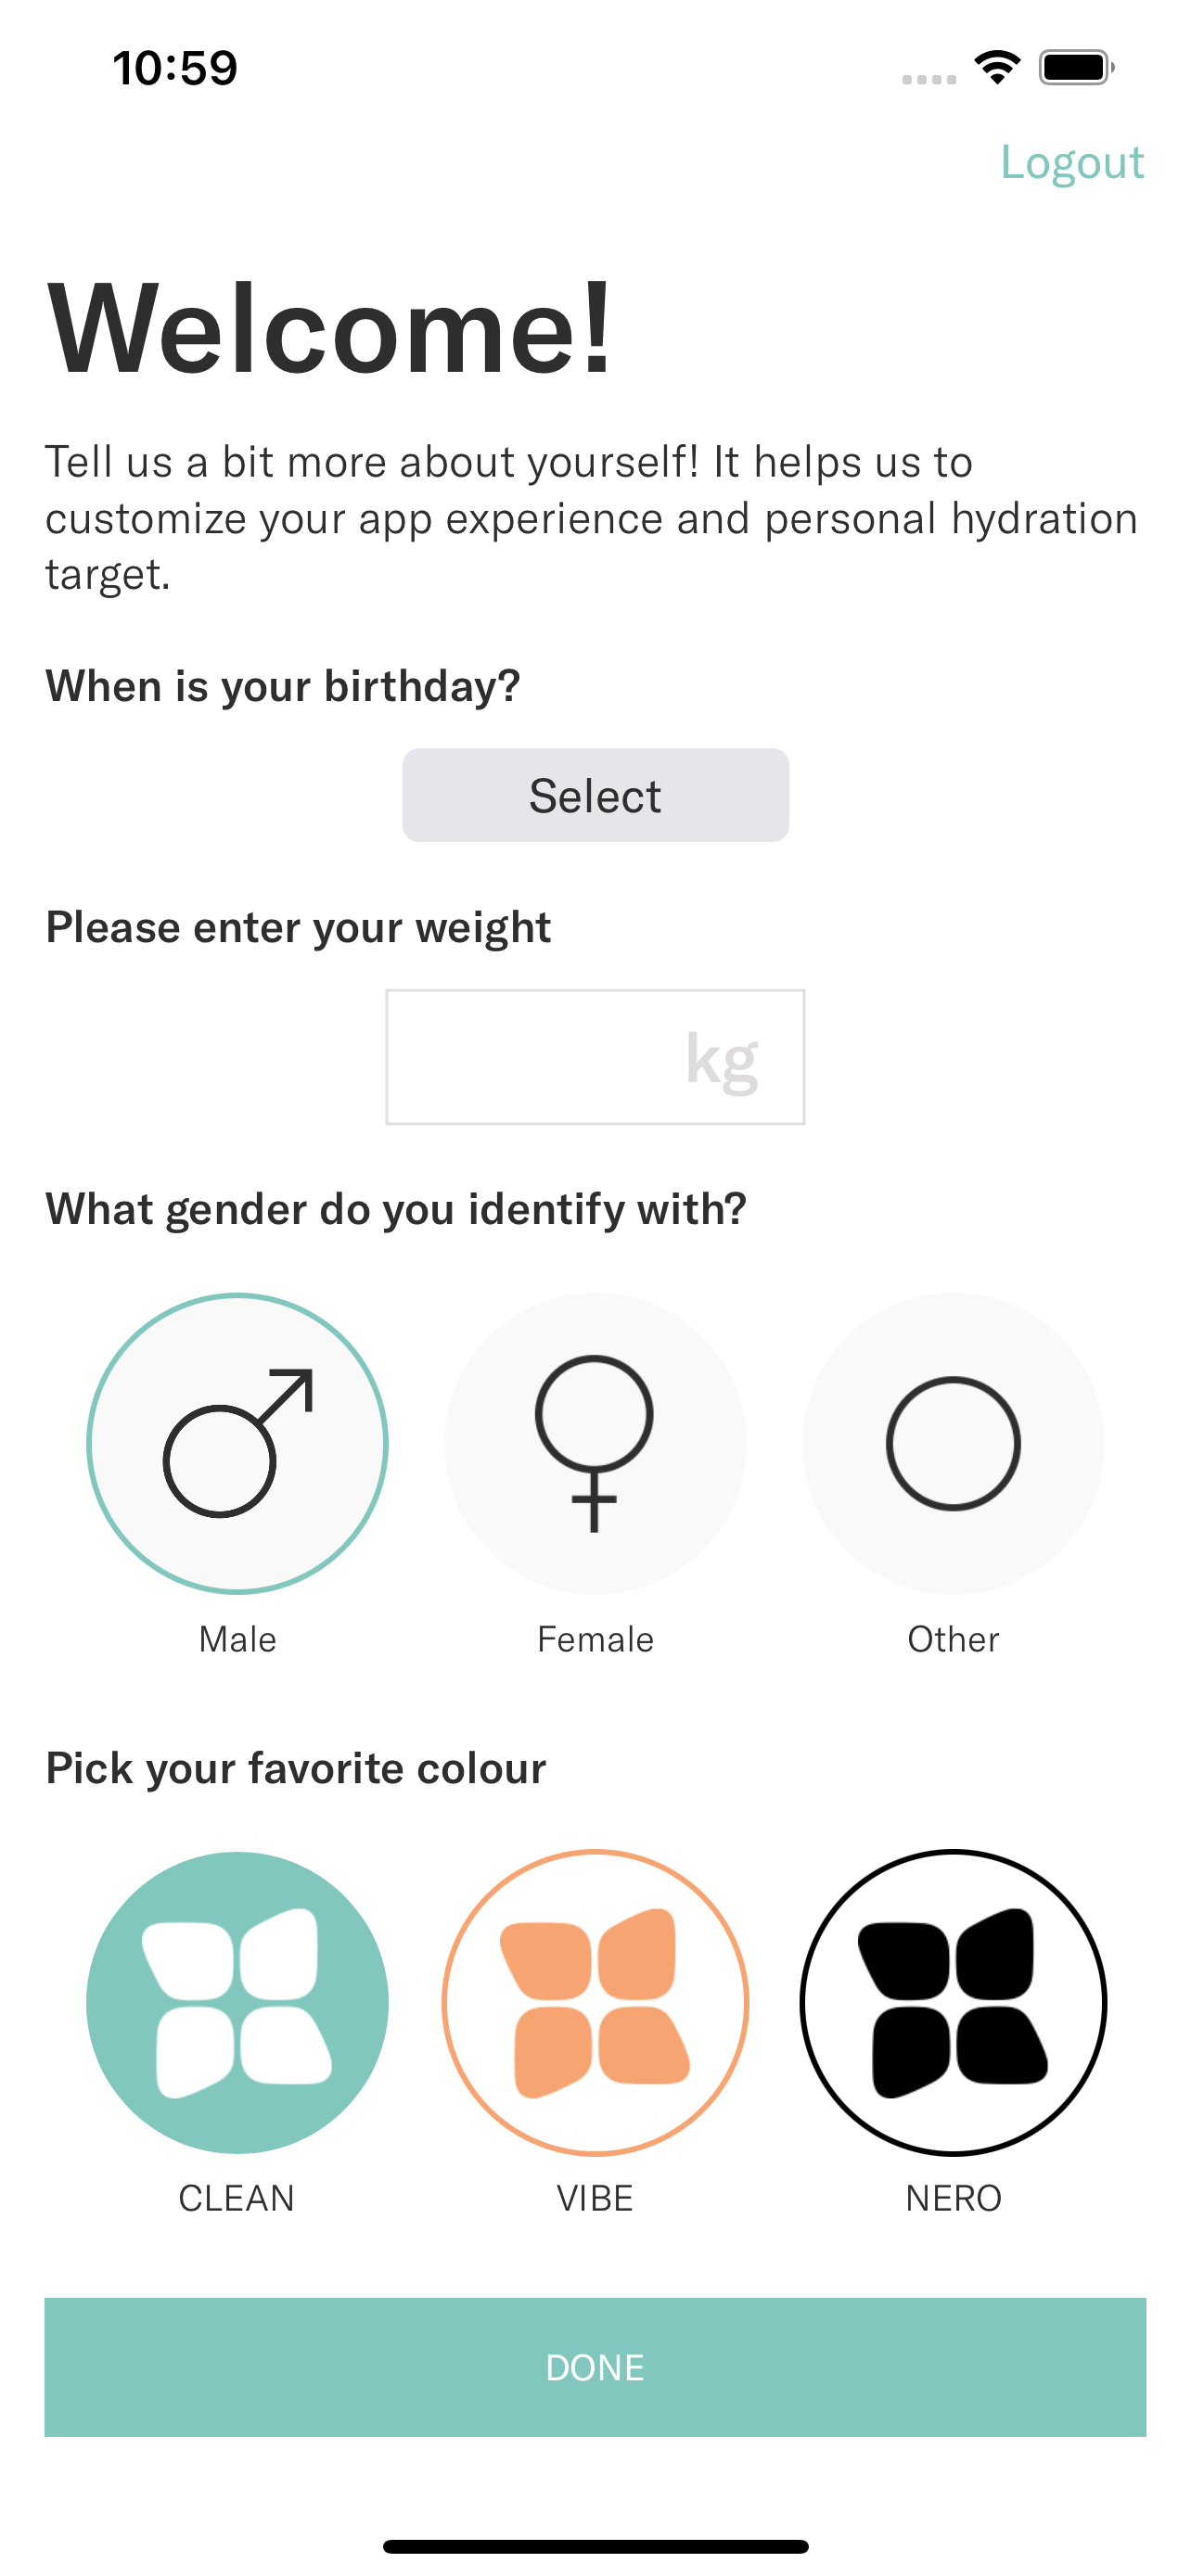 10:59
Logout
Welcome!
Tell us a bit more about yourself! It helps us to
customize your app experience and personal hydration
target.
When is your birthday?
Select
Please enter your weight
kg
What gender do you identify with?
Male Female Other
Pick your favorite colour
CLEAN VIBE NERO
DONE